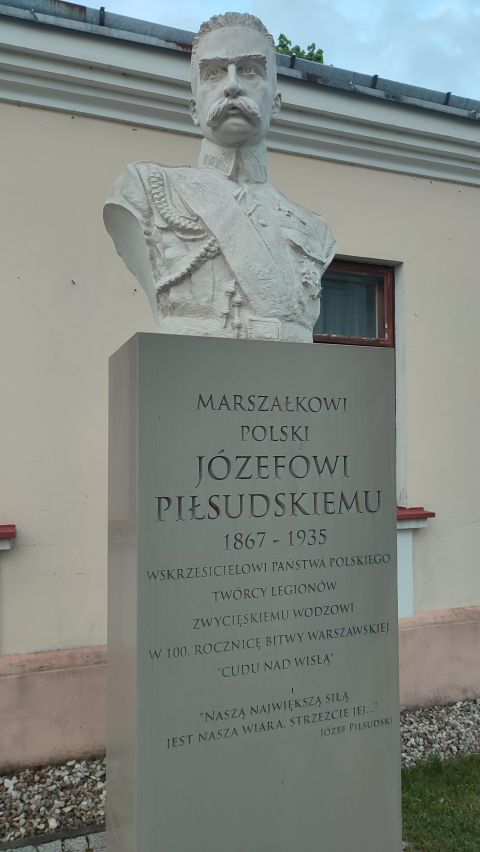 MARSZAŁKOWI
POLSKI
JÓZEFOWI
PIŁSUDSKIEMU
1867 - 1935
WSKRZESICIELOWI PAŃSTWA POLSKIEGO
TWÓRCY LEGIONÓW
ZWYCIĘSKIEMU WODZOWI
W 100. ROCZNICĘ BITWY WARSZAWSKIEJ
"CUDU NAD WISŁĄ"
"NASZĄ NAJWIĘKSZĄ SIŁĄ
JEST NASZA WIARA, STRZEŻCIE JEJ..."
JÓZEF PIŁSUDSKI